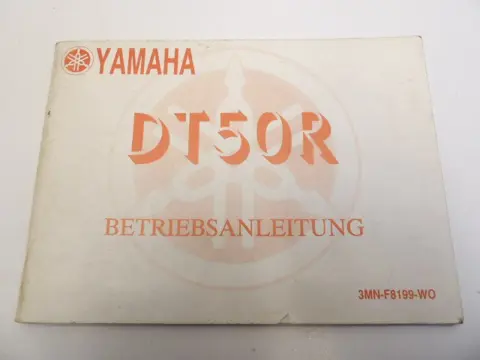 YAMAHA
DT50R
BETRIEBSANLEITUNG
3MN-F8199-WO